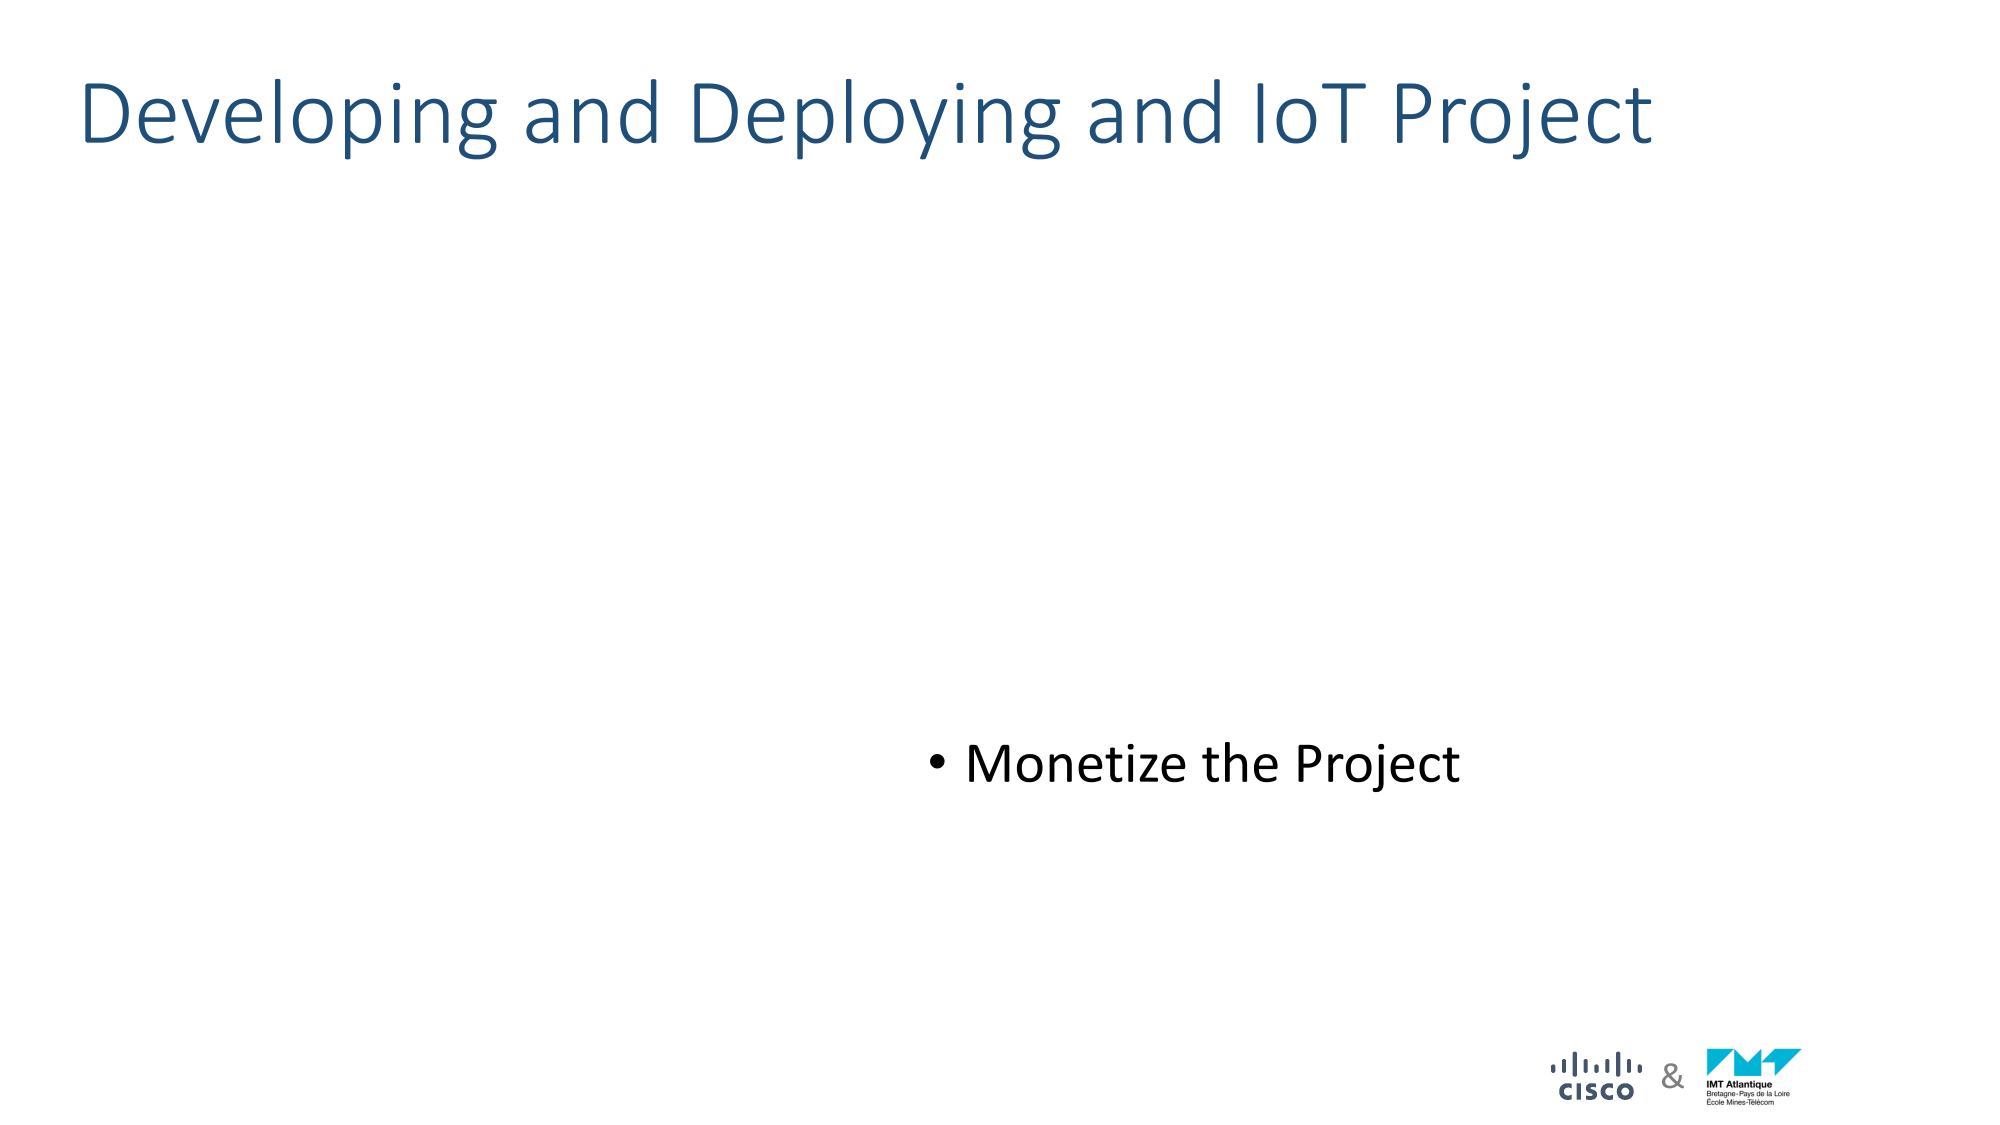 Developing and Deploying and IoT Project
• Monetize the Project
CISCO
&
IMT Atlantique
Bretagne-Pays de la Loire
École Mines-Télécom